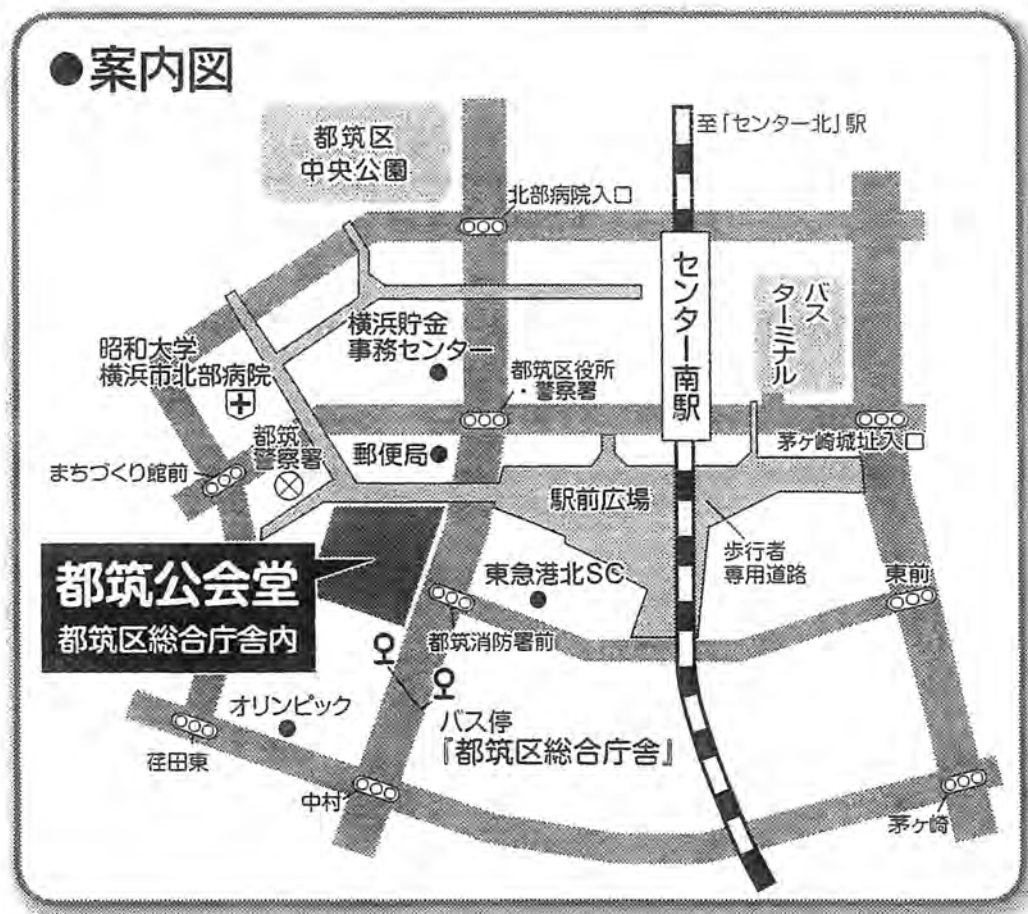 ●案内図
都筑区
中央公園
至「センター北」駅
北部病院入口
センター南駅
バス
ターミナル
横浜貯金
事務センター
昭和大学
横浜市北部病院
都筑区役所
・警察署
茅ヶ崎城址入口
都筑
警察署
郵便局
まちづくり館前
駅前広場
歩行者
専用道路
都筑公会堂
都筑区総合庁舎内
東急港北SC
東前
都筑消防署前
オリンピック
バス停
『都筑区総合庁舎』
荏田東
中村
茅ヶ崎